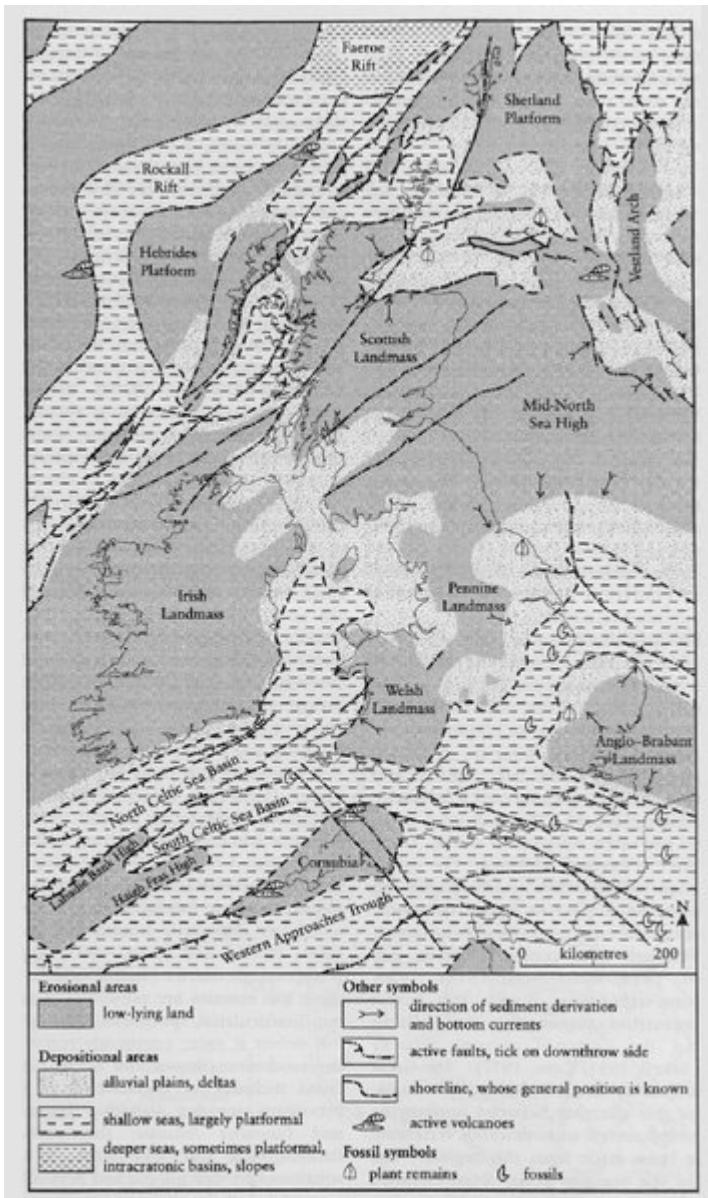 Faeroe
Rift
Shetland
Platform
Rockall
Rift
Hebrides
Platform
Vestland Arch
Scottish
Landmass
Mid-North
Sea High
Irish
Landmass
Pennine
Landmass
Welsh
Landmass
Anglo-Brabant
Landmass
North Celtic Sea Basin
South Celtic Sea Basin
Labadie Bank High
Haigh Fras High
Cornubia
Western Approaches Trough
N
0 kilometres 200
Erosional areas
low-lying land
Depositional areas
alluvial plains, deltas
shallow seas, largely platformal
deeper seas, sometimes platformal,
intracratonic basins, slopes
Other symbols
direction of sediment derivation
and bottom currents
active faults, tick on downthrow side
shoreline, whose general position is known
active volcanoes
Fossil symbols
plant remains
fossils